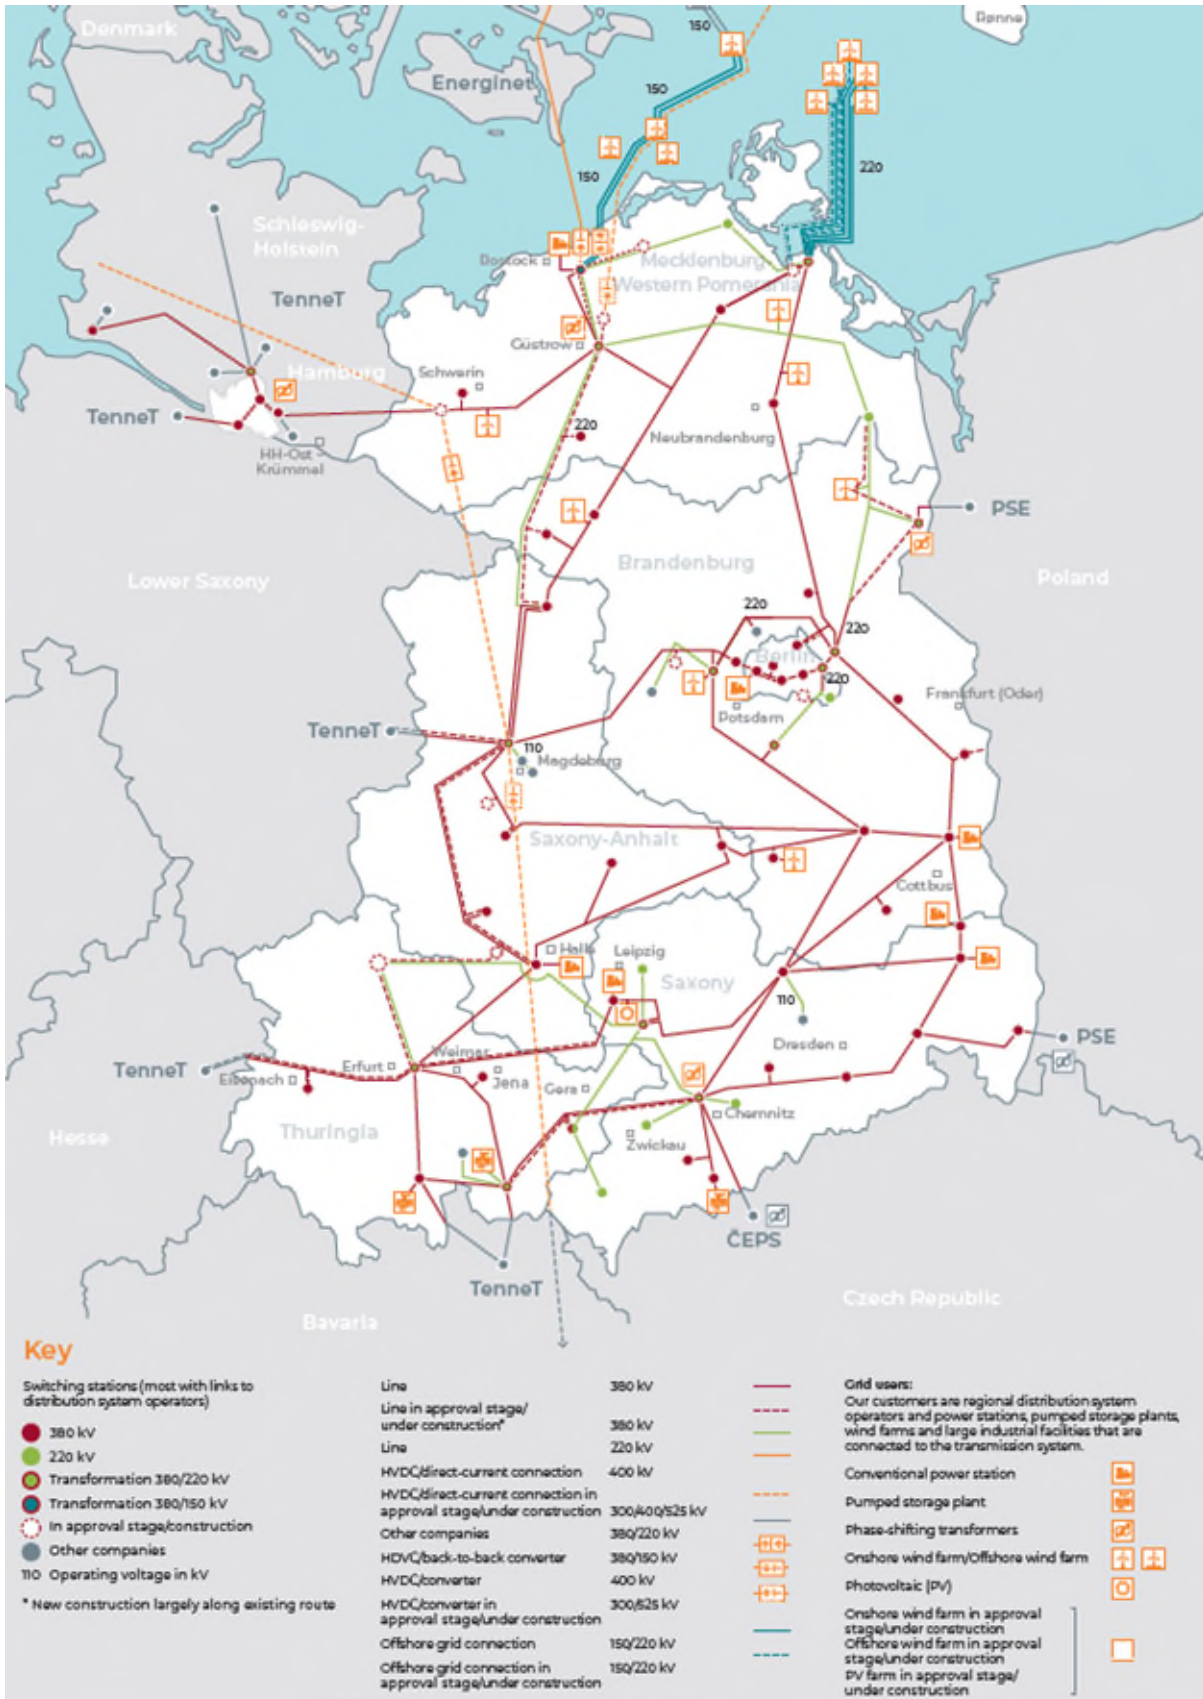 Denmark
150
Rønne
Energinet
150
150
220
Schleswig-
Holstein
Rostock
Mecklenburg
Western Pomerania
TenneT
Güstrow
Hamburg
Schwerin
TenneT
220
Neubrandenburg
HH-Ost -
Krümmel
PSE
Brandenburg
Lower Saxony
Poland
220
220
Berlin
220
Frankfurt (Oder)
Potsdam
TenneT
110
Magdeburg
Saxony-Anhalt
Cottbus
Halle
Leipzig
Saxony
110
PSE
Dresden
Weimar
Erfurt
TenneT
Eisenach
Jena
Gera
Chemnitz
Hesse
Thuringia
Zwickau
ČEPS
TenneT
Czech Republic
Bavaria
Key
Switching stations (most with links to
distribution system operators)
380 kV
220 kV
Transformation 380/220 kV
Transformation 380/150 kV
In approval stage/construction
Other companies
110 Operating voltage in kV
* New construction largely along existing route
Line 380 kV
Line in approval stage/
under construction* 380 kV
Line 220 kV
HVDC/direct-current connection 400 kV
HVDC/direct-current connection in
approval stage/under construction 300/400/525 kV
Other companies 380/220 kV
HDVC/back-to-back converter 380/150 kV
HVDC/converter 400 kV
HVDC/converter in
approval stage/under construction 300/525 kV
Offshore grid connection 150/220 kV
Offshore grid connection in
approval stage/under construction 150/220 kV
Grid users:
Our customers are regional distribution system
operators and power stations, pumped storage plants,
wind farms and large industrial facilities that are
connected to the transmission system.
Conventional power station
Pumped storage plant
Phase-shifting transformers
Onshore wind farm/Offshore wind farm
Photovoltaic (PV)
Onshore wind farm in approval
stage/under construction
Offshore wind farm in approval
stage/under construction
PV farm in approval stage/
under construction